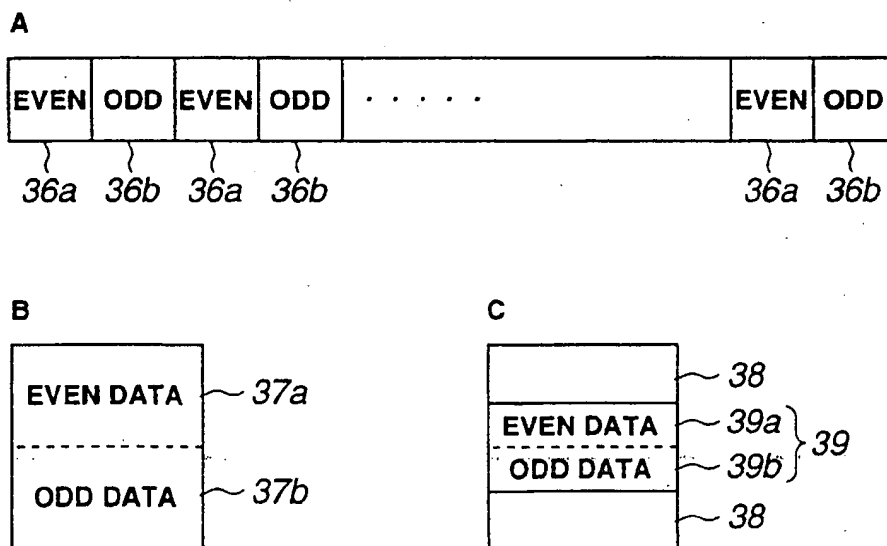 A
EVEN ODD EVEN ODD ..... EVEN ODD
36a 36b 36a 36b 36a 36b
B
EVEN DATA 37a
ODD DATA 37b
C
38
EVEN DATA 39a
39
ODD DATA 39b
38